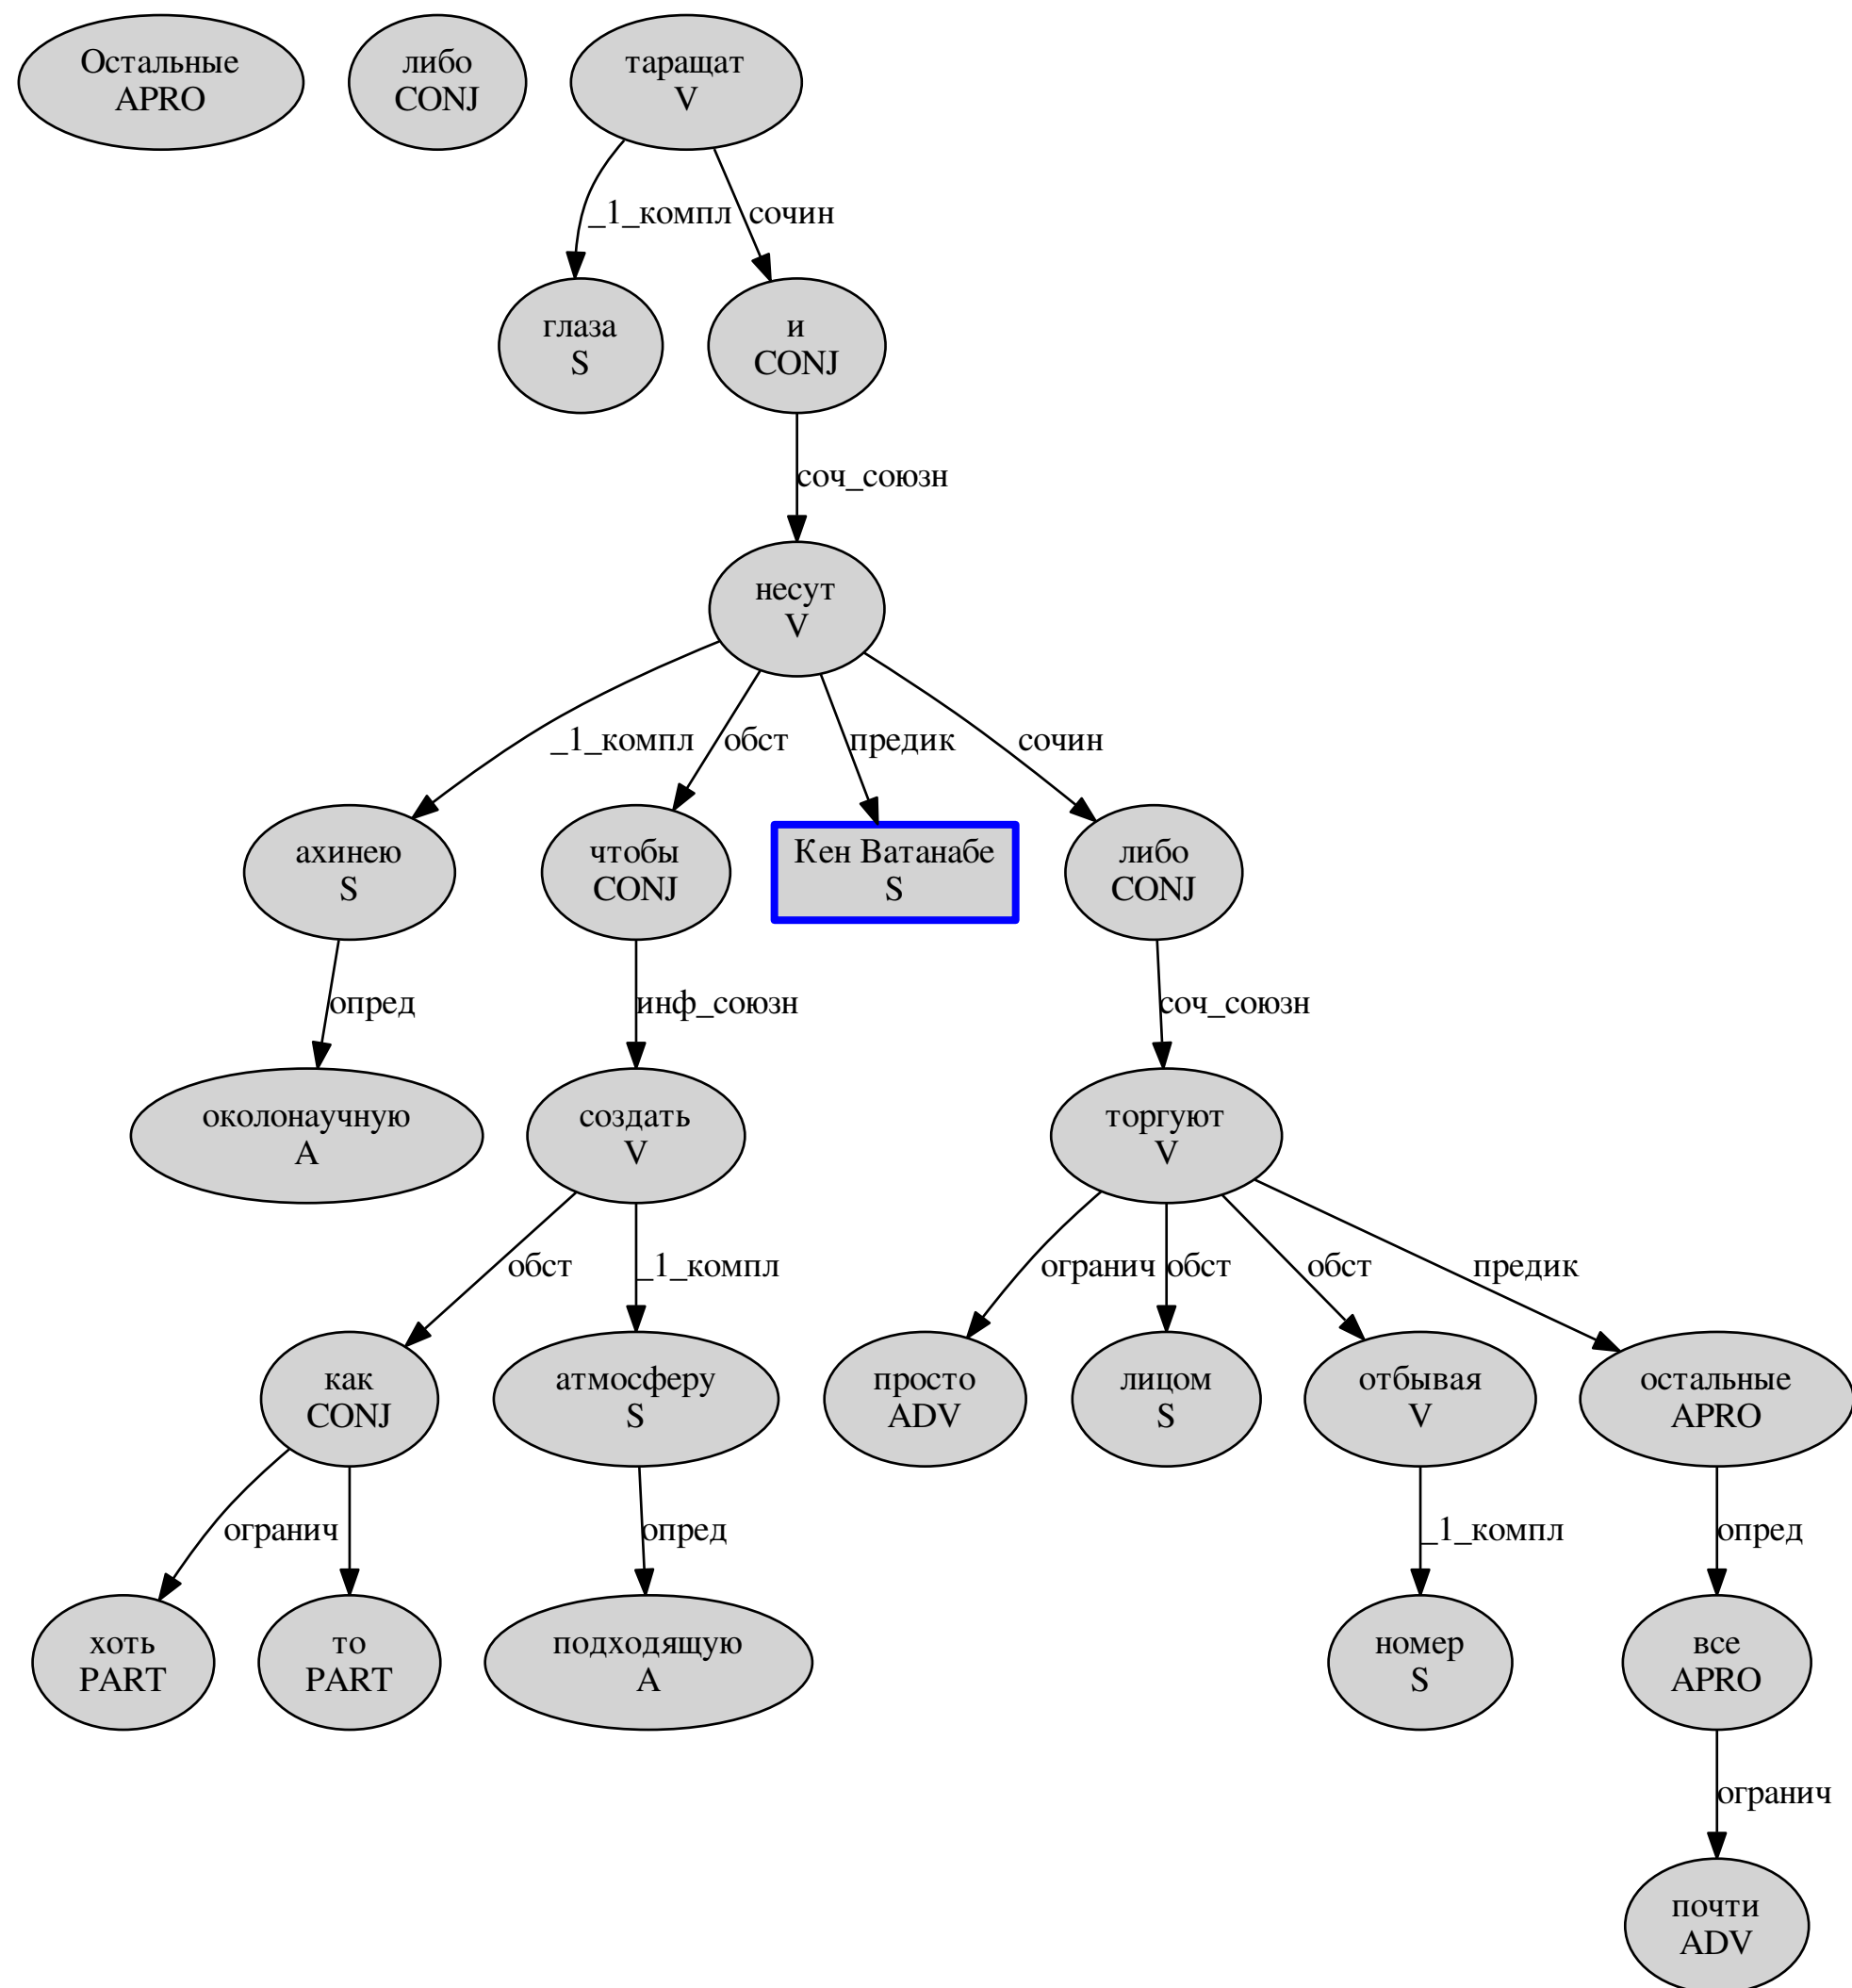 Остальные
APRO
либо
CONJ
таращат
V
_1_компл
сочин
глаза
S
и
CONJ
соч_союзн
несут
V
_1_компл
обст
предик
сочин
ахинею
S
чтобы
CONJ
Кен Ватанабе
S
либо
CONJ
опред
инф_союзн
соч_союзн
околонаучную
A
создать
V
торгуют
V
обст
_1_компл
огранич
обст
обст
предик
как
CONJ
атмосферу
S
просто
ADV
лицом
S
отбывая
V
остальные
APRO
огранич
опред
_1_компл
опред
хоть
PART
то
PART
подходящую
A
номер
S
все
APRO
огранич
почти
ADV